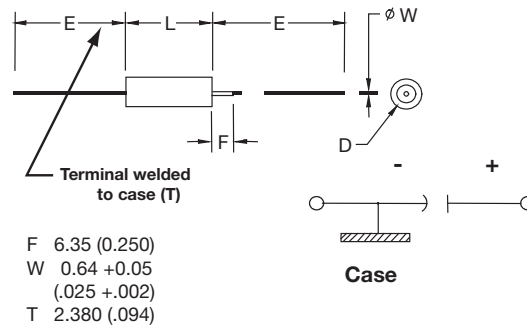 E L E ø W
F
D
Terminal welded
to case (T)
- +
Case
F 6.35 (0.250)
W 0.64 +0.05
(.025 +.002)
T 2.380 (.094)